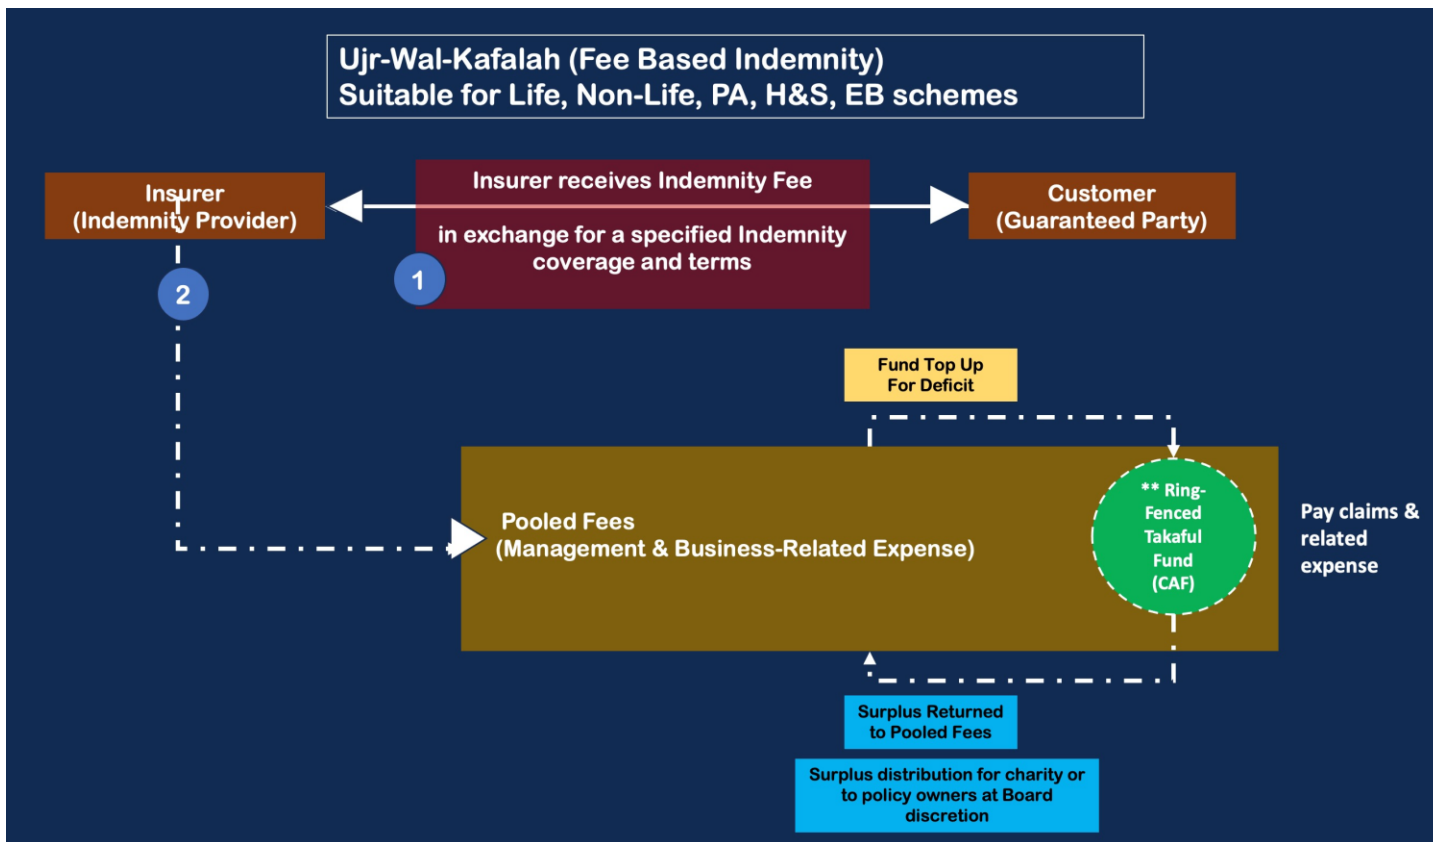 Ujr-Wal-Kafalah (Fee Based Indemnity)
Suitable for Life, Non-Life, PA, H&S, EB schemes
Insurer
(Indemnity Provider)
Insurer receives Indemnity Fee
in exchange for a specified Indemnity
coverage and terms
Customer
(Guaranteed Party)
1
2
Fund Top Up
For Deficit
Pooled Fees
(Management & Business-Related Expense)
** Ring-
Fenced
Takaful
Fund
(CAF)
Pay claims &
related
expense
Surplus Returned
to Pooled Fees
Surplus distribution for charity or
to policy owners at Board
discretion